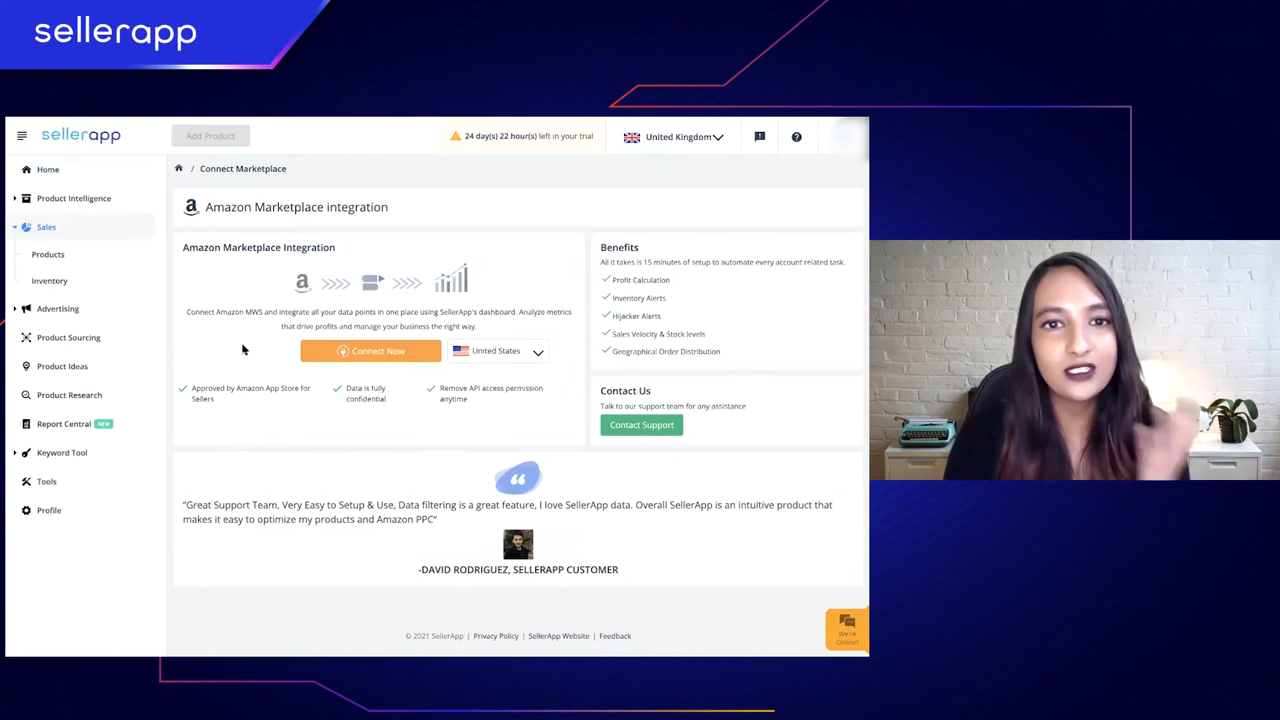 sellerapp
sellerapp
Add Product
24 day(s) 22 hour(s) left in your trial
United Kingdom
Home
Product Intelligence
Sales
Products
Inventory
Advertising
Product Sourcing
Product Ideas
Product Research
Report Central NEW
Keyword Tool
Tools
Profile
/ Connect Marketplace
Amazon Marketplace integration
Amazon Marketplace Integration
Connect Amazon MWS and integrate all your data points in one place using SellerApp's dashboard. Analyze metrics
that drive profits and manage your business the right way.
Connect Now
United States
Approved by Amazon App Store for
Sellers
Data is fully
confidential
Remove API access permission
anytime
Benefits
All it takes is 15 minutes of setup to automate every account related task.
Profit Calculation
Inventory Alerts
Hijacker Alerts
Sales Velocity & Stock levels
Geographical Order Distribution
Contact Us
Talk to our support team for any assistance
Contact Support
“Great Support Team, Very Easy to Setup & Use, Data filtering is a great feature, I love SellerApp data. Overall SellerApp is an intuitive product that
makes it easy to optimize my products and Amazon PPC“
-DAVID RODRIGUEZ, SELLERAPP CUSTOMER
© 2021 SellerApp | Privacy Policy | SellerApp Website | Feedback
We're
Online!